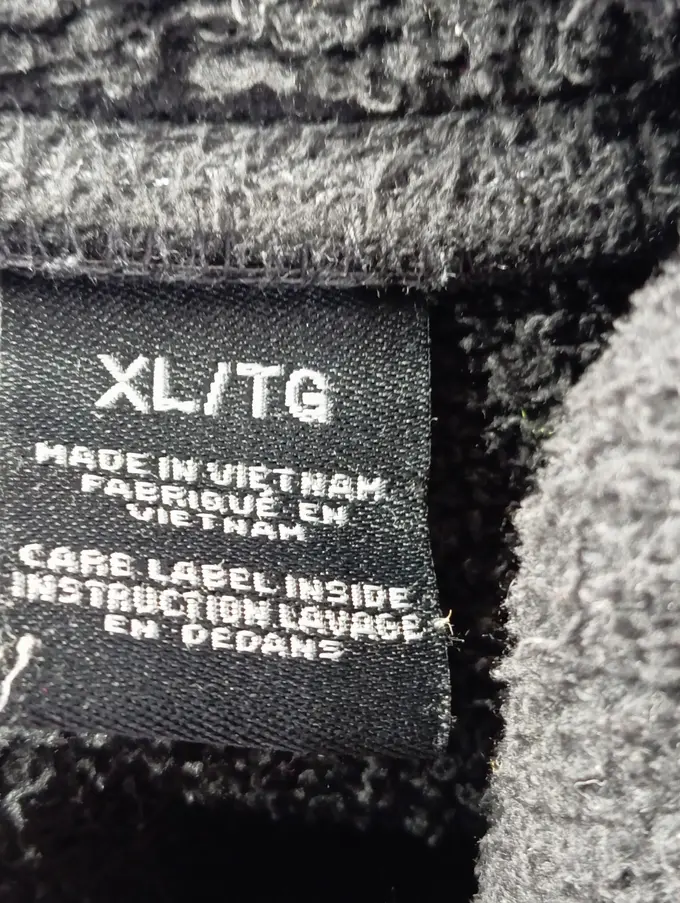 XL/TG
MADE IN VIETNAM
FABRIQUÉ EN
VIETNAM
CARE LABEL INSIDE
INSTRUCTION LAVAGE
EN DEDANS